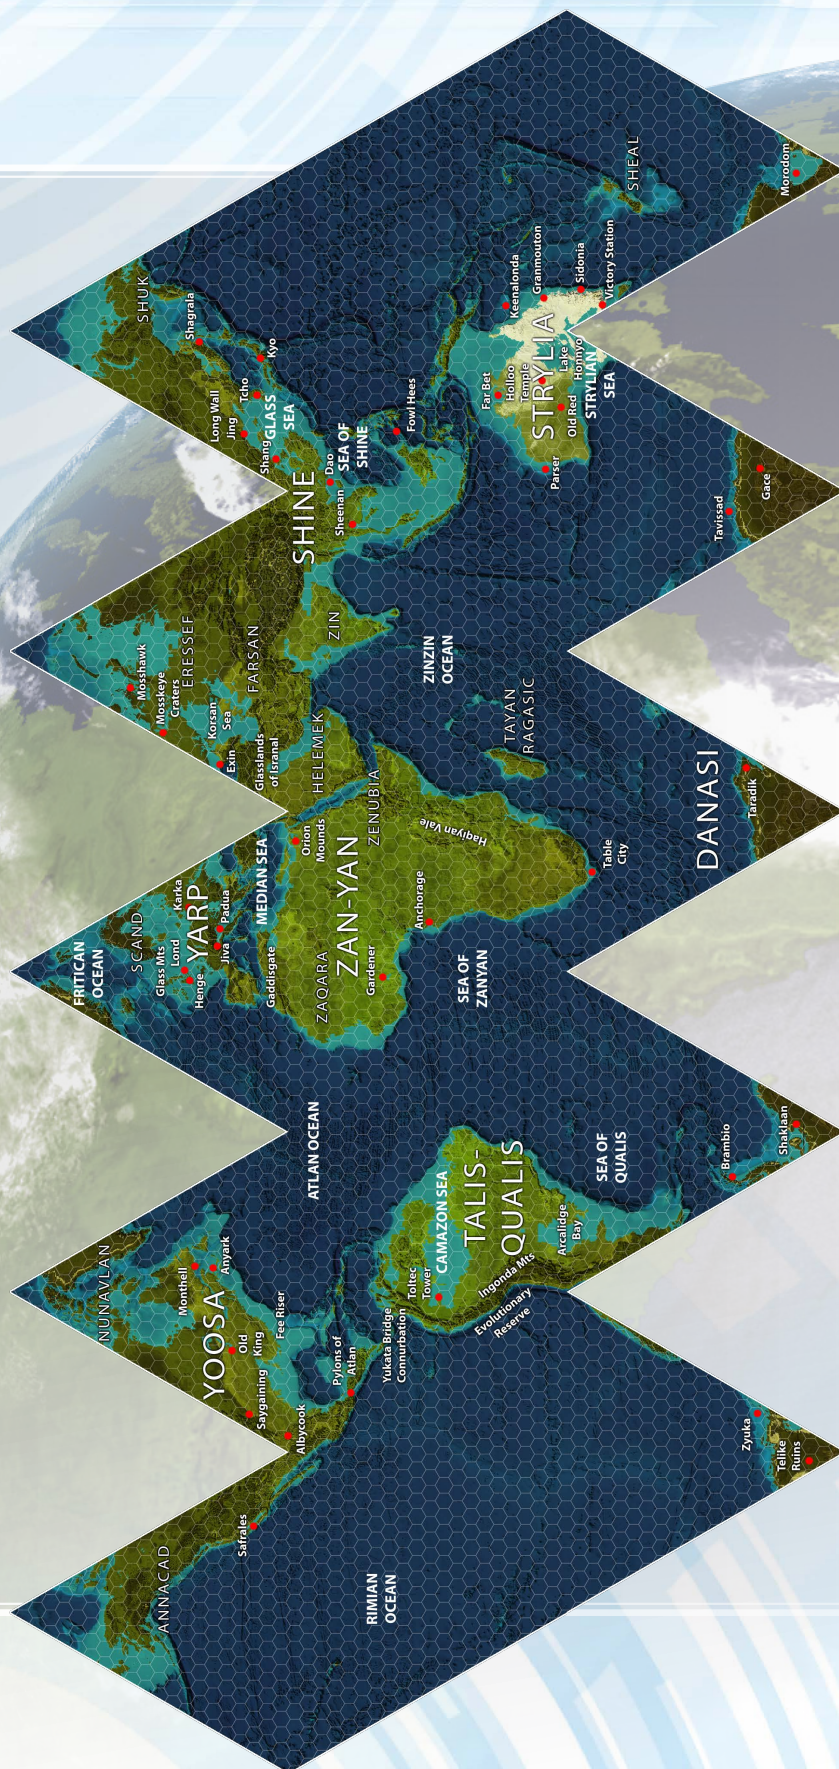 SHUK
SHEAL
Morodom
Shagrala
Kyo
Tcho
Long Wall
Jing
GLASS
SEA
Shang
Keenalonda
Granmouton
Sidonia
Victory Station
Far Bet
Holloo
Temple
STRYLIA
Lake
Honnyo
Old Red
STRYLIAN
SEA
Parser
Fowl Hees
SEA OF
SHINE
Dao
SHINE
Sheenan
Tavissad
Gace
ERESSEF
FARSAN
ZIN
ZINZIN
OCEAN
Mosshawk
Mosskeye
Craters
Korsan
Sea
Exin
Glasslands
of Isranal
HELEMEK
TAYAN
RAGASIC
ZENUBIA
Haqiyan Vale
DANASI
Taradik
Table
City
Orion
Mounds
MEDIAN SEA
ZAN-YAN
Anchorage
Karka
YARP
Padua
Jiva
SCAND
FRITICAN
OCEAN
Glass Mts
Lond
Henge
Gaddisgate
ZAQARA
Gardener
SEA OF
ZANYAN
ATLAN OCEAN
CAMAZON SEA
TALIS-
QUALIS
SEA OF
QUALIS
Brambio
Shaklaan
NUNAVLAN
Monthell
Anyark
YOOSA
Old
King
Fee Riser
Saygaining
Albycook
Pylons of
Atlan
Yukata Bridge
Connurbation
Toltec
Tower
Ingonda Mts
Evolutionary
Reserve
Arcalidge
Bay
Zyuka
Telike
Ruins
Safrales
ANNACAD
RIMIAN
OCEAN